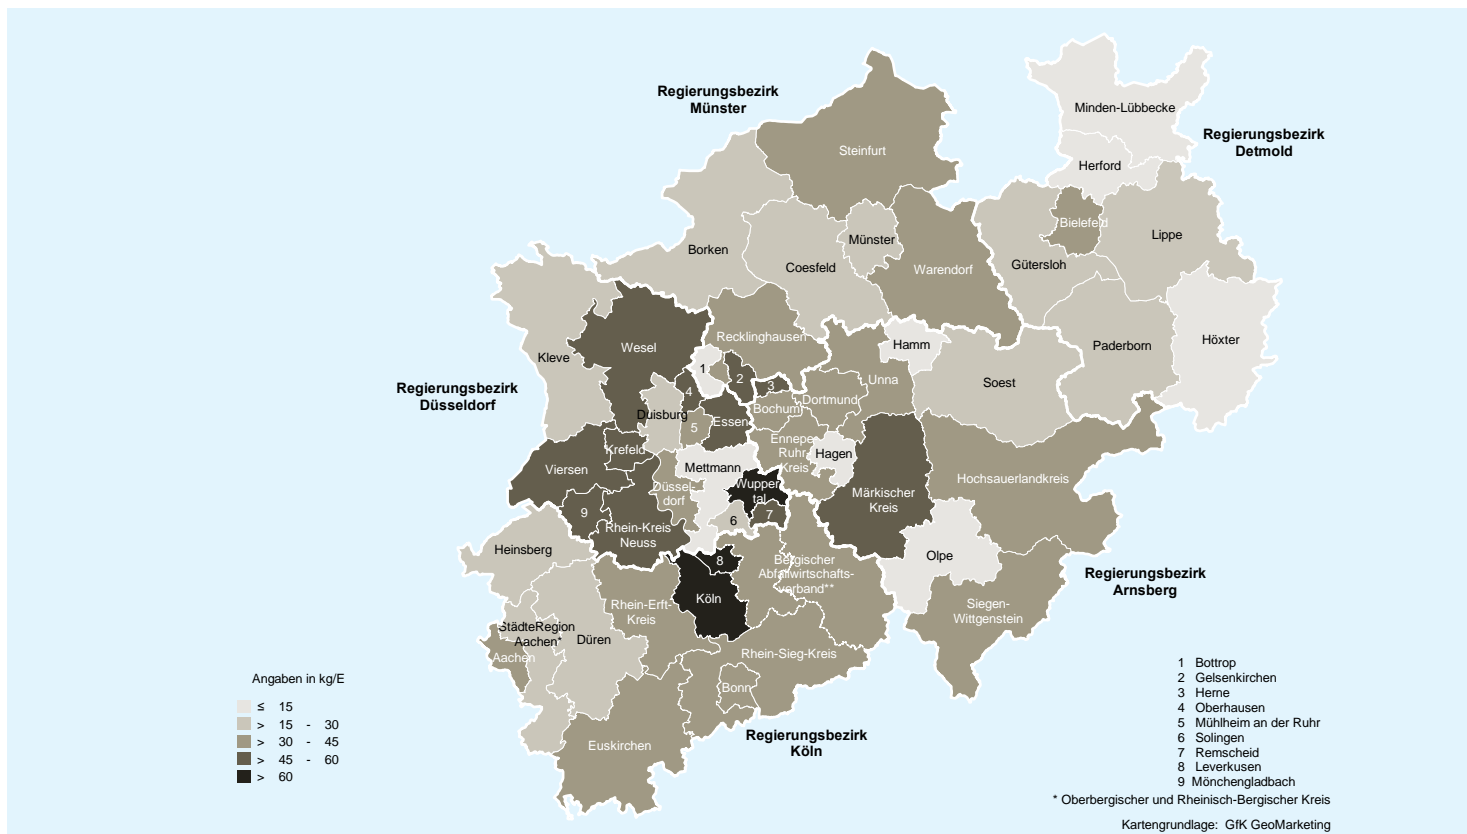 Regierungsbezirk
Münster
Minden-Lübbecke
Regierungsbezirk
Detmold
Steinfurt
Herford
Bielefeld
Lippe
Münster
Borken
Coesfeld
Warendorf
Gütersloh
Recklinghausen
Hamm
Höxter
Wesel
Paderborn
Kleve
1
2
3
4
5
Unna
Soest
Regierungsbezirk
Düsseldorf
Duisburg
Dortmund
Bochum
Essen
Ennepe
Ruhr
Kreis
Hagen
Krefeld
Viersen
Mettmann
Hochsauerlandkreis
Wupper
tal
Düssel-
dorf
Märkischer
Kreis
9
6
7
Rhein-Kreis
Neuss
Heinsberg
8
Bergischer
Abfallwirtschafts-
verband**
Olpe
Regierungsbezirk
Arnsberg
Köln
Rhein-Erft-
Kreis
Siegen-
Wittgenstein
StädteRegion
Aachen*
Düren
Aachen
Rhein-Sieg-Kreis
Bonn
Regierungsbezirk
Köln
Euskirchen
Angaben in kg/E
≤ 15
> 15 - 30
> 30 - 45
> 45 - 60
> 60
1 Bottrop
2 Gelsenkirchen
3 Herne
4 Oberhausen
5 Mühlheim an der Ruhr
6 Solingen
7 Remscheid
8 Leverkusen
9 Mönchengladbach
* Oberbergischer und Rheinisch-Bergischer Kreis
Kartengrundlage: GfK GeoMarketing